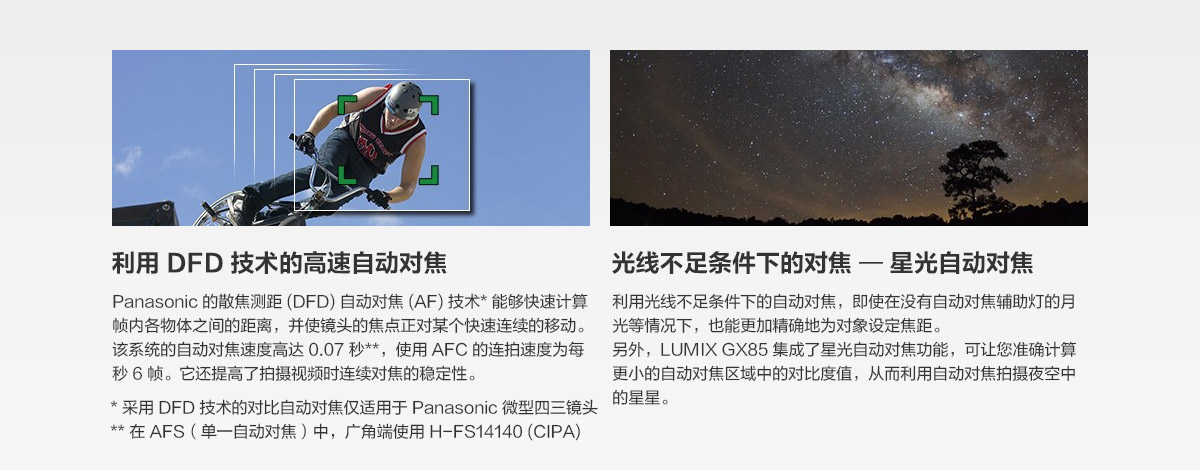 利用 DFD 技术的高速自动对焦
Panasonic 的散焦测距 (DFD) 自动对焦 (AF) 技术* 能够快速计算
帧内各物体之间的距离，并使镜头的焦点正对某个快速连续的移动。
该系统的自动对焦速度高达 0.07 秒**，使用 AFC 的连拍速度为每
秒 6 帧。它还提高了拍摄视频时连续对焦的稳定性。
* 采用 DFD 技术的对比自动对焦仅适用于 Panasonic 微型四三镜头
** 在 AFS（单一自动对焦）中，广角端使用 H-FS14140 (CIPA)
光线不足条件下的对焦 — 星光自动对焦
利用光线不足条件下的自动对焦，即使在没有自动对焦辅助灯的月
光等情况下，也能更加精确地为对象设定焦距。
另外，LUMIX GX85 集成了星光自动对焦功能，可让您准确计算
更小的自动对焦区域中的对比度值，从而利用自动对焦拍摄夜空中
的星星。